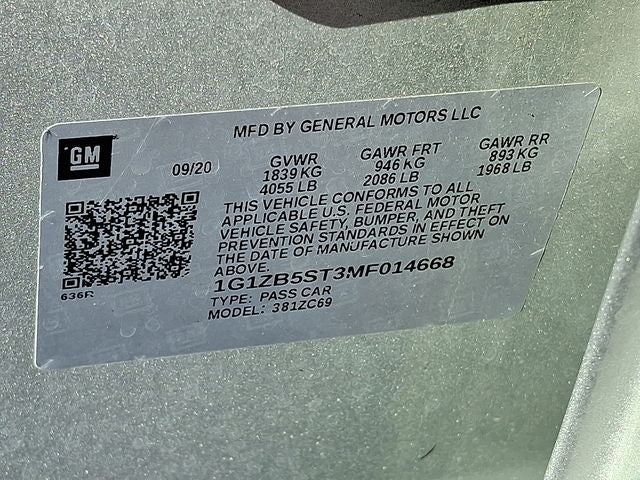 MFD BY GENERAL MOTORS LLC
GM
09/20
GVWR GAWR FRT GAWR RR
1839 KG 946 KG 893 KG
4055 LB 2086 LB 1968 LB
THIS VEHICLE CONFORMS TO ALL
APPLICABLE U.S. FEDERAL MOTOR
VEHICLE SAFETY, BUMPER, AND THEFT
PREVENTION STANDARDS IN EFFECT ON
THE DATE OF MANUFACTURE SHOWN
ABOVE.
636R
1G1ZB5ST3MF014668
TYPE: PASS CAR
MODEL: 381ZC69